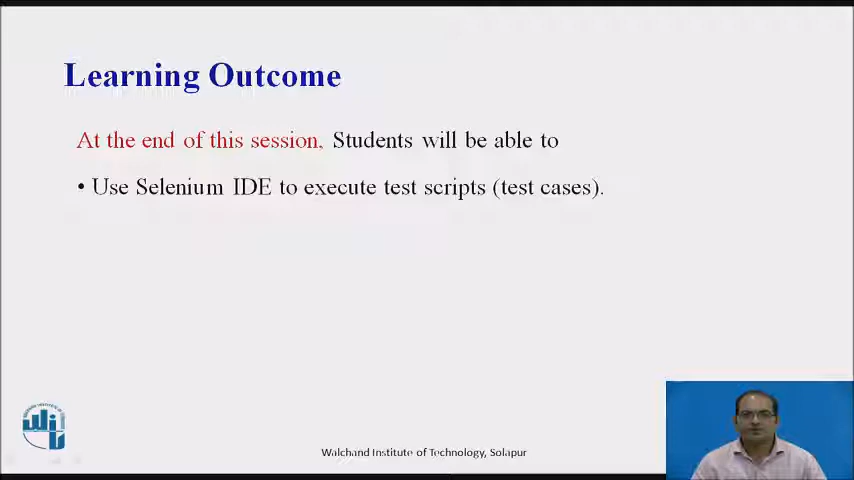 Learning Outcome
At the end of this session, Students will be able to
• Use Selenium IDE to execute test scripts (test cases).
Walchand Institute of Technology, Solapur